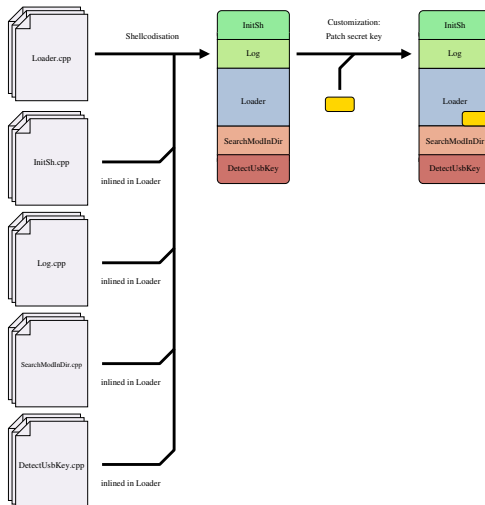 Loader.cpp
Shellcodisation
InitSh
Log
Loader
SearchModInDir
DetectUsbKey
Customization:
Patch secret key
InitSh
Log
Loader
SearchModInDir
DetectUsbKey
InitSh.cpp
inlined in Loader
Log.cpp
inlined in Loader
SearchModInDir.cpp
inlined in Loader
DetectUsbKey.cpp
inlined in Loader